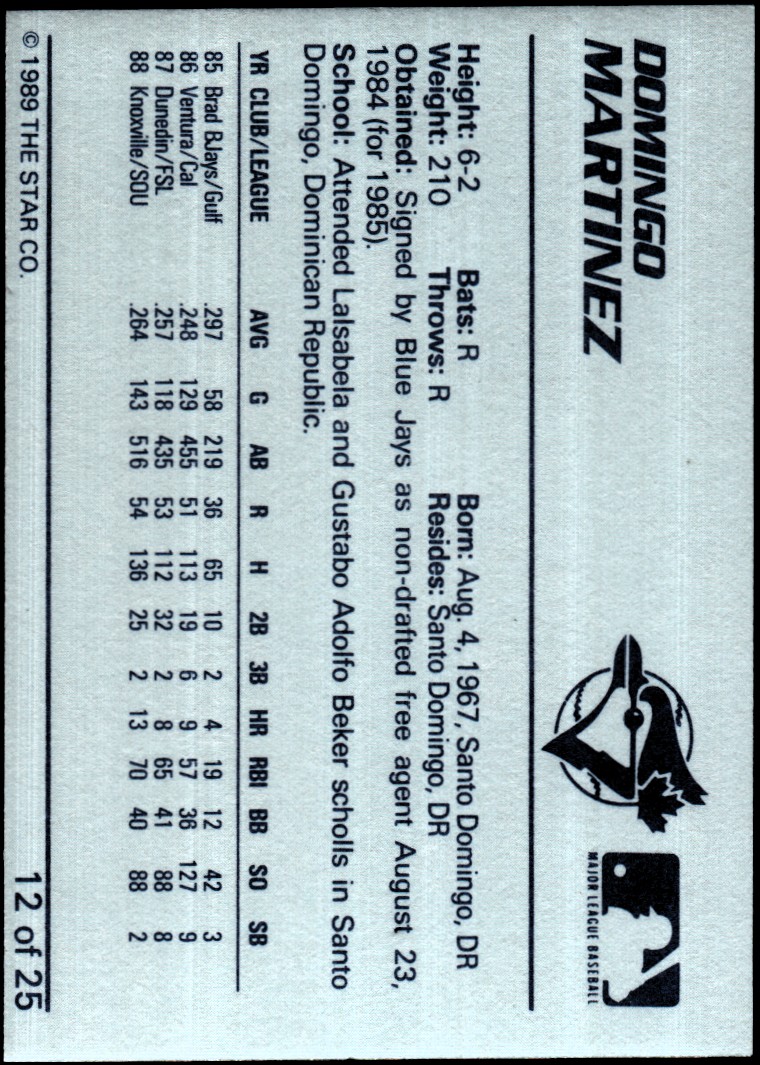 DOMINGO
MARTINEZ
MAJOR LEAGUE BASEBALL
Height: 6-2 Bats: R Born: Aug. 4, 1967, Santo Domingo, DR
Weight: 210 Throws: R Resides: Santo Domingo, DR
Obtained: Signed by Blue Jays as non-drafted free agent August 23,
1984 (for 1985).
School: Attended Lalsabela and Gustabo Adolfo Beker scholls in Santo
Domingo, Dominican Republic.
YR CLUB/LEAGUE AVG G AB R H 2B 3B HR RBI BB SO SB
85 Brad BJays/Gulf .297 58 219 36 65 10 2 4 19 12 42 3
86 Ventura/Cal .248 129 455 51 113 19 6 9 57 36 127 9
87 Dunedin/FSL .257 118 435 53 112 32 2 8 65 41 88 8
88 Knoxville/SOU .264 143 516 54 136 25 2 13 70 40 88 2
12 of 25
© 1989 THE STAR CO.